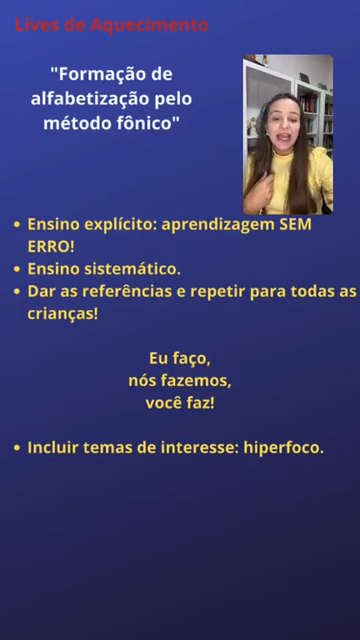 Lives de Aquecimento
"Formação de
alfabetização pelo
método fônico"
• Ensino explícito: aprendizagem SEM
ERRO!
• Ensino sistemático.
• Dar as referências e repetir para todas as
crianças!
Eu faço,
nós fazemos,
você faz!
• Incluir temas de interesse: hiperfoco.